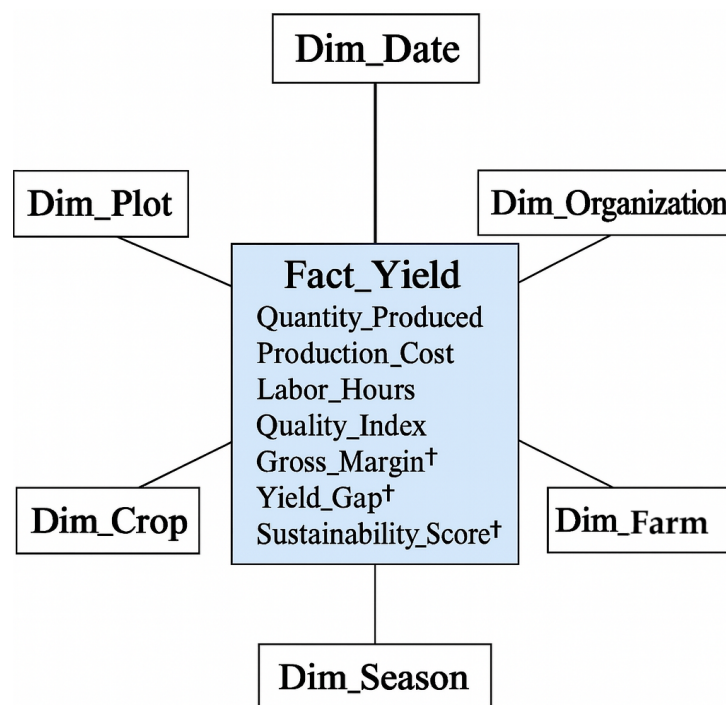 Dim_Date
Dim_Plot
Dim_Organization
Fact_Yield
Quantity_Produced
Production_Cost
Labor_Hours
Quality_Index
Gross_Margin†
Yield_Gap†
Sustainability_Score†
Dim_Crop
Dim_Farm
Dim_Season